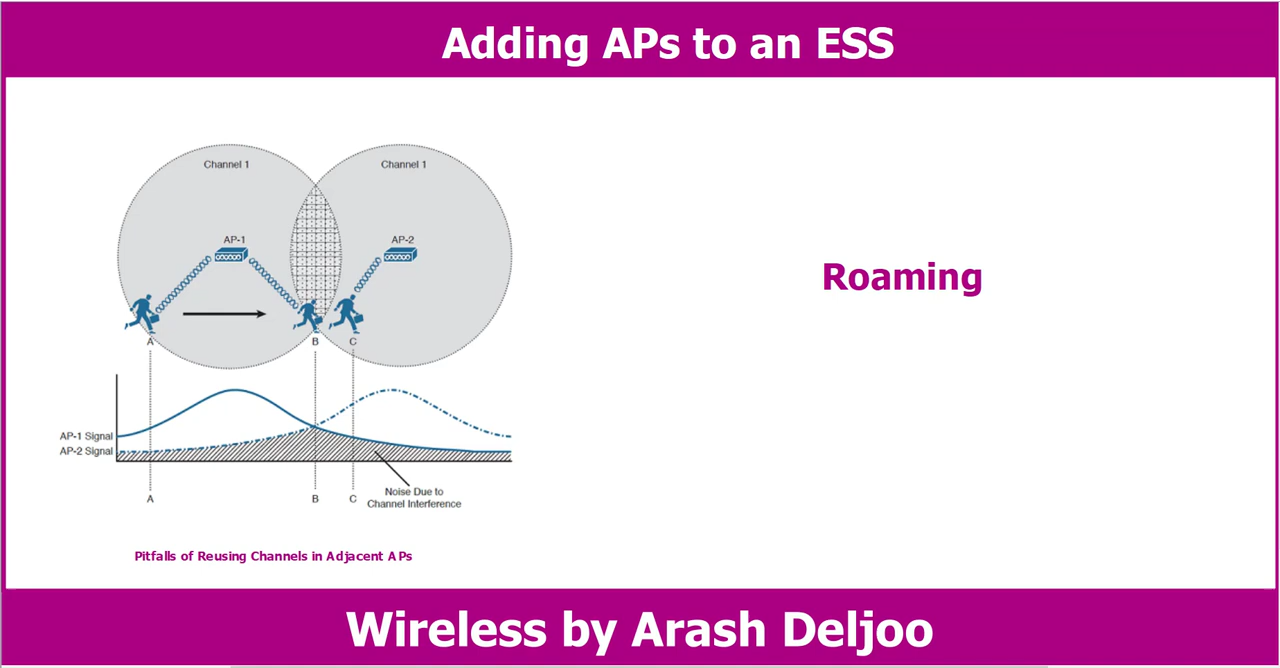 Adding APs to an ESS
Channel 1
Channel 1
AP-1
AP-2
Roaming
A
B
C
AP-1 Signal
AP-2 Signal
A
B
C
Noise Due to
Channel Interference
Pitfalls of Reusing Channels in Adjacent APs
Wireless by Arash Deljoo